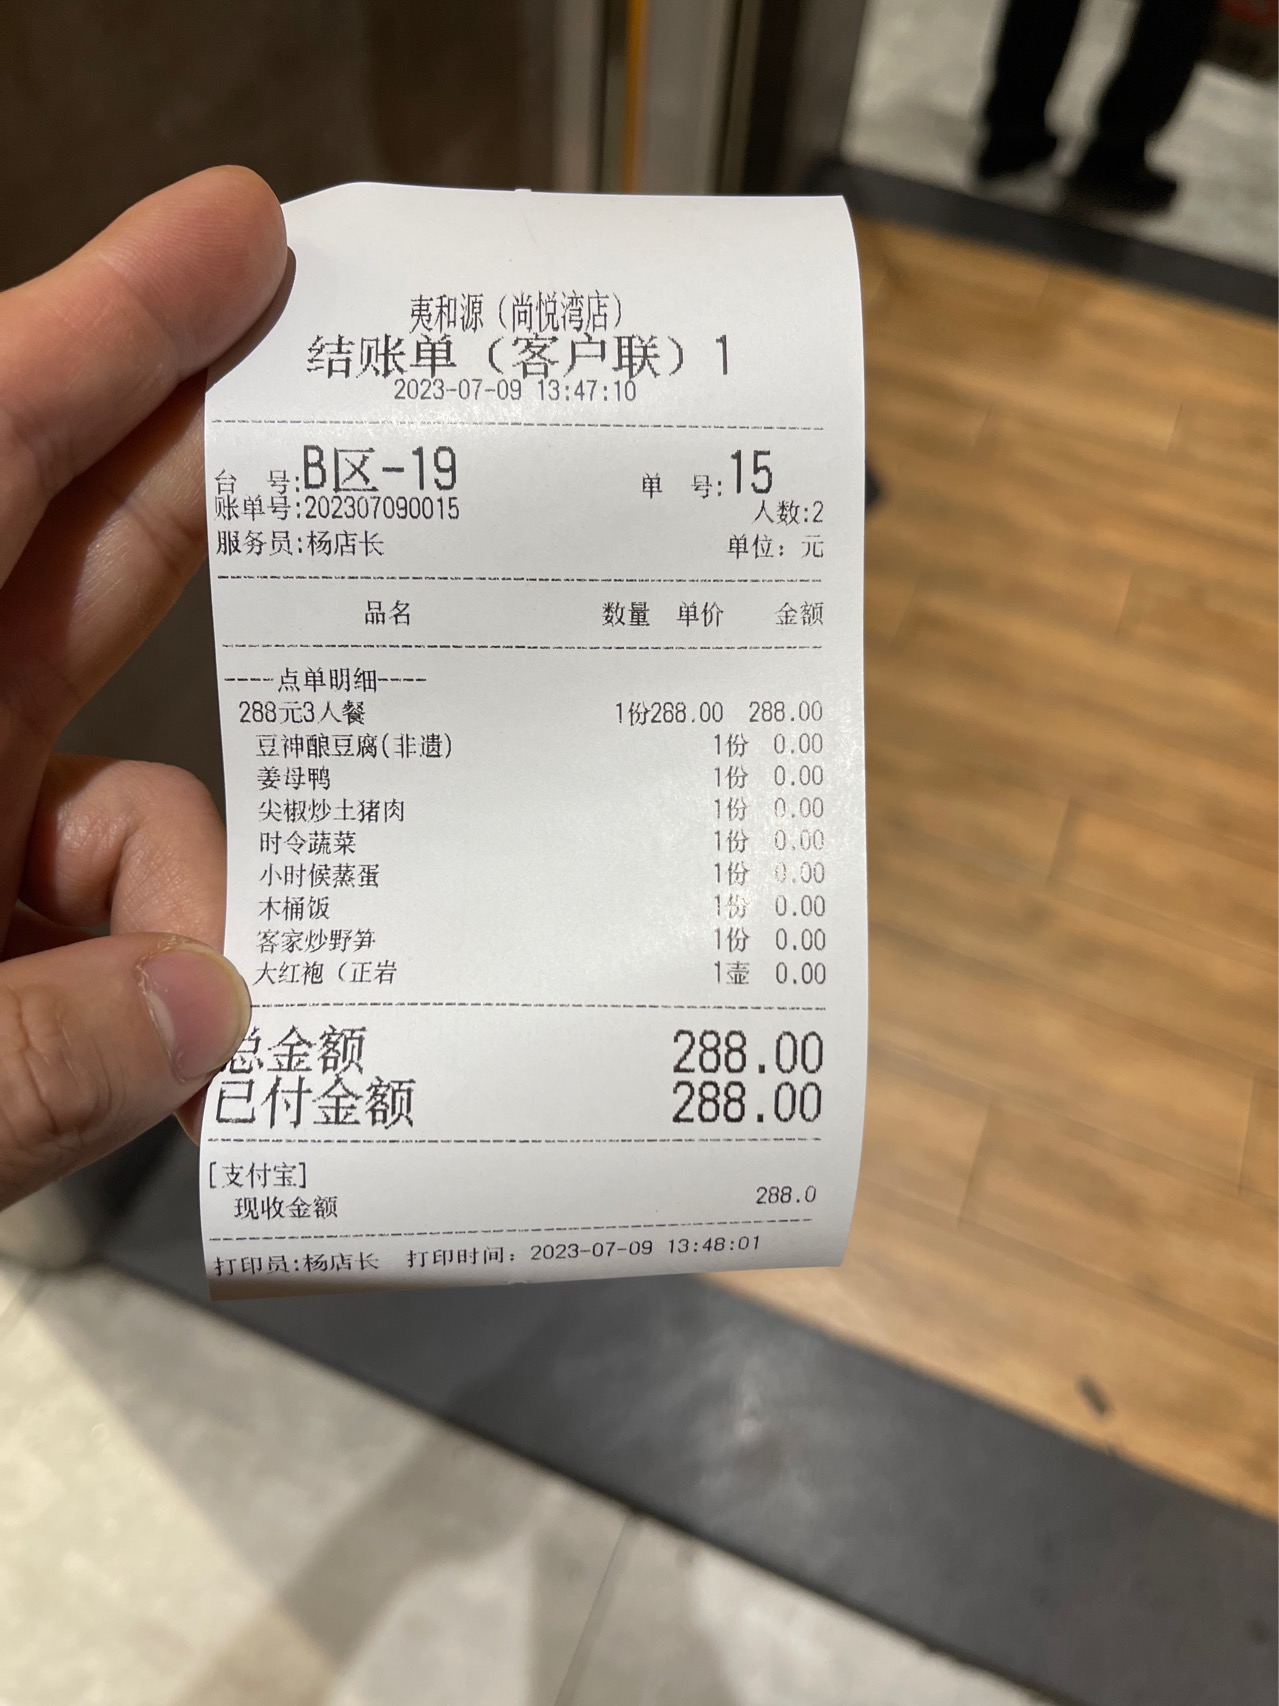 夷和源（尚悦湾店）
结账单（客户联）1
2023-07-09 13:47:10
台 号:B区-19 单 号:15
账单号:202307090015 人数:2
服务员:杨店长 单位：元
品名 数量 单价 金额
----点单明细----
288元3人餐 1份288.00 288.00
豆神酿豆腐(非遗) 1份 0.00
姜母鸭 1份 0.00
尖椒炒土猪肉 1份 0.00
时令蔬菜 1份 0.00
小时候蒸蛋 1份 0.00
木桶饭 1份 0.00
客家炒野笋 1份 0.00
大红袍（正岩 1壶 0.00
总金额 288.00
已付金额 288.00
[支付宝]
现收金额 288.0
打印员:杨店长 打印时间：2023-07-09 13:48:01